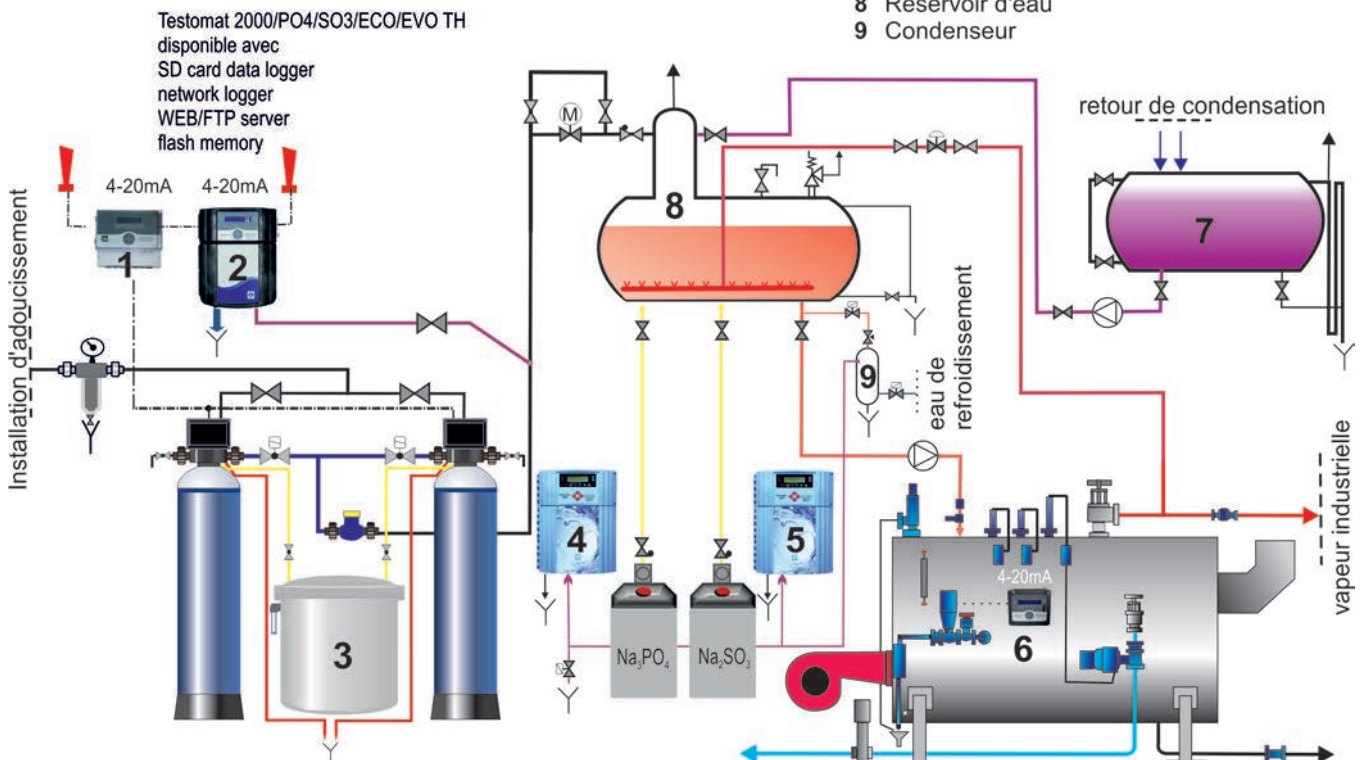 8 Réservoir d'eau
9 Condenseur
Testomat 2000/PO4/SO3/ECO/EVO TH
disponible avec
SD card data logger
network logger
WEB/FTP server
flash memory
4-20mA
4-20mA
1
2
Installation d'adoucissement
M
8
retour de condensation
7
9
eau de
refroidissement
vapeur industrielle
3
4
5
Na₃PO₄
Na₂SO₃
4-20mA
6